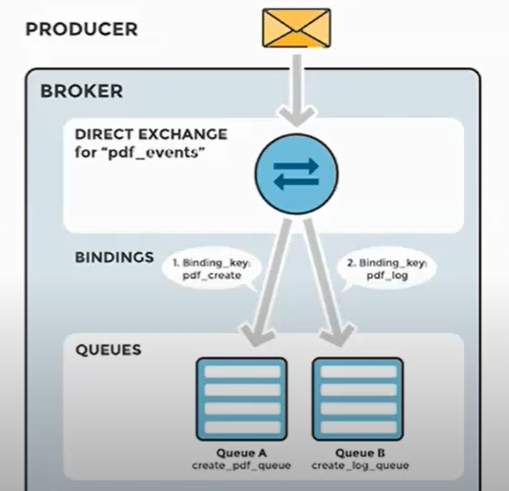 PRODUCER
BROKER
DIRECT EXCHANGE
for "pdf_events"
BINDINGS
1. Binding_key:
pdf_create
2. Binding_key:
pdf_log
QUEUES
Queue A
create_pdf_queue
Queue B
create_log_queue